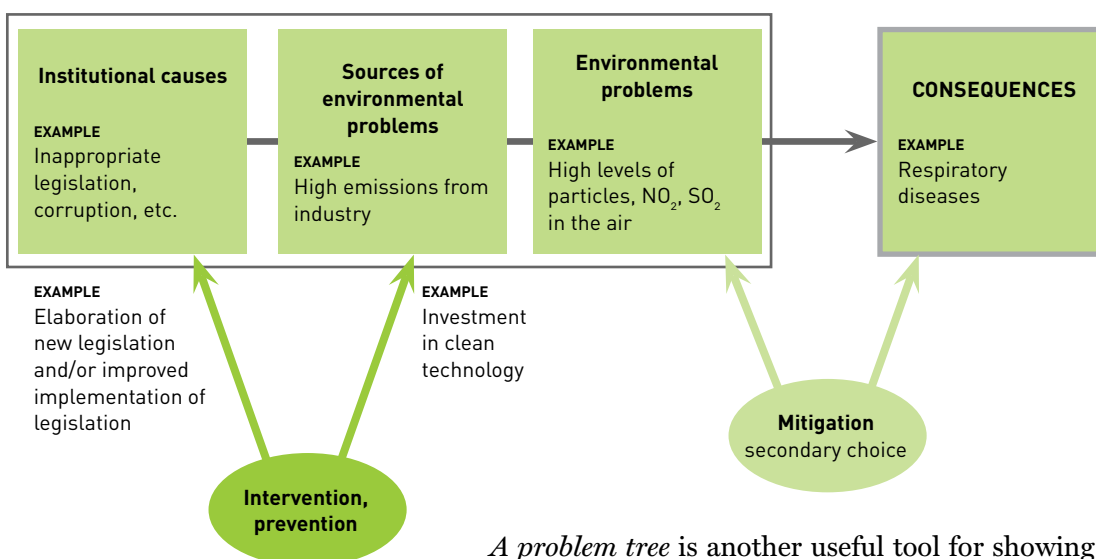 Institutional causes
EXAMPLE
Inappropriate
legislation,
corruption, etc.
Sources of
environmental
problems
EXAMPLE
High emissions from
industry
Environmental
problems
EXAMPLE
High levels of
particles, NO₂, SO₂
in the air
CONSEQUENCES
EXAMPLE
Respiratory
diseases
EXAMPLE
Elaboration of
new legislation
and/or improved
implementation of
legislation
EXAMPLE
Investment
in clean
technology
Intervention,
prevention
Mitigation
secondary choice
A problem tree is another useful tool for showing